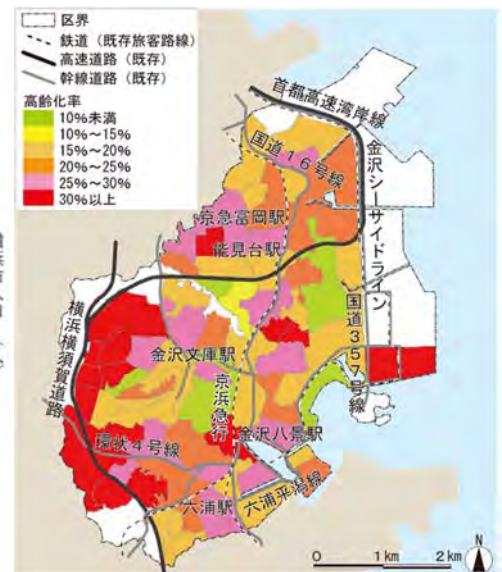 区界
鉄道（既存旅客路線）
高速道路（既存）
幹線道路（既存）
高齢化率
10%未満
10%～15%
15%～20%
20%～25%
25%～30%
30%以上
首都高速湾岸線
国道16号線
金沢シーサイドライン
京急富岡駅
能見台駅
横浜横須賀道路
国道357号線
金沢文庫駅
京浜急行
金沢八景駅
環状4号線
六浦平潟線
六浦駅
0 1km 2km
N